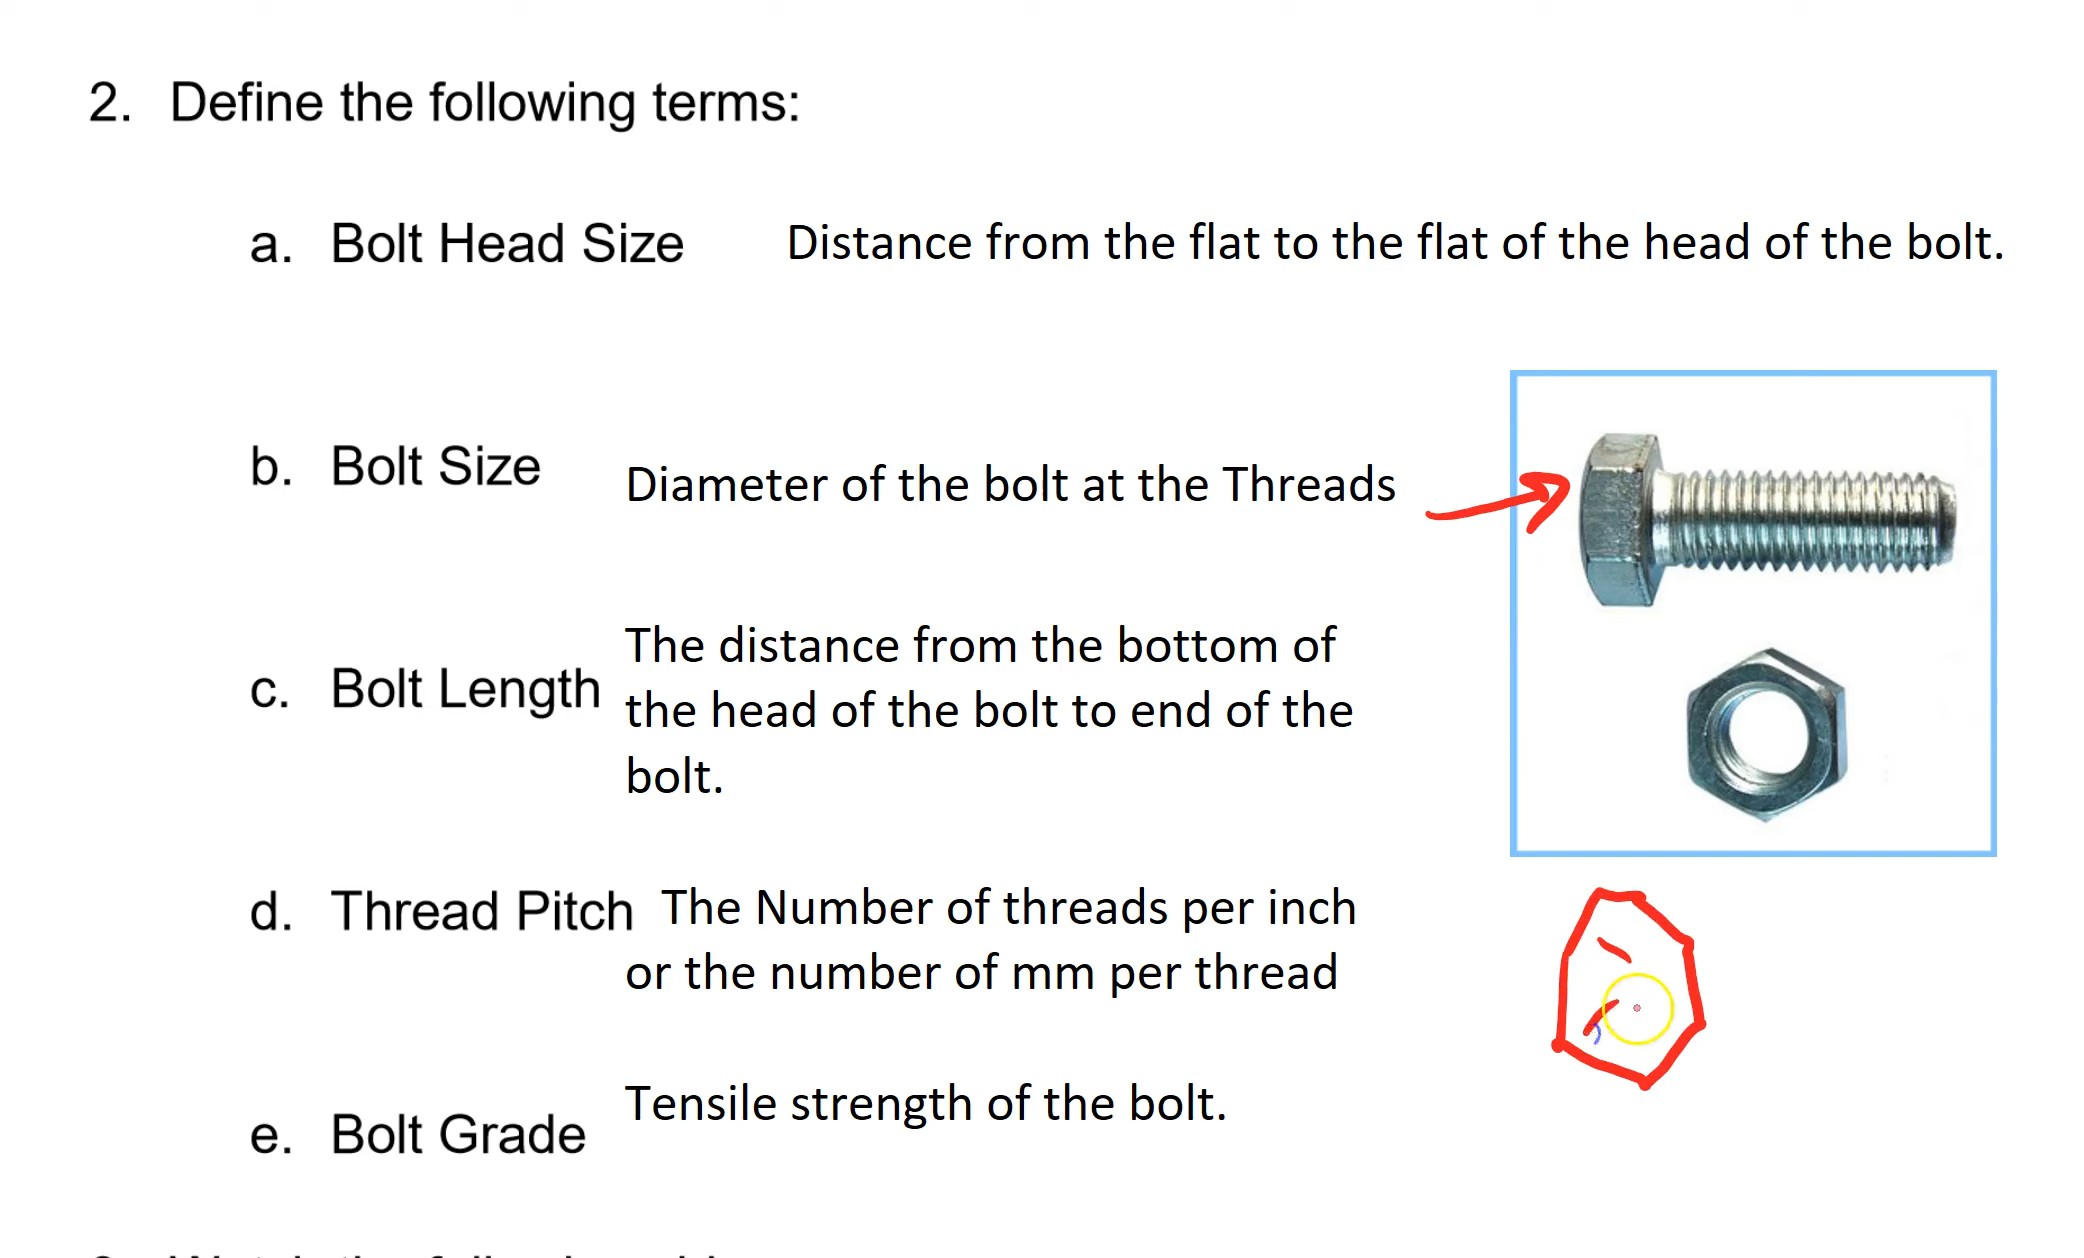 2. Define the following terms:
a. Bolt Head Size Distance from the flat to the flat of the head of the bolt.
b. Bolt Size Diameter of the bolt at the Threads
c. Bolt Length The distance from the bottom of
the head of the bolt to end of the
bolt.
d. Thread Pitch The Number of threads per inch
or the number of mm per thread
e. Bolt Grade Tensile strength of the bolt.